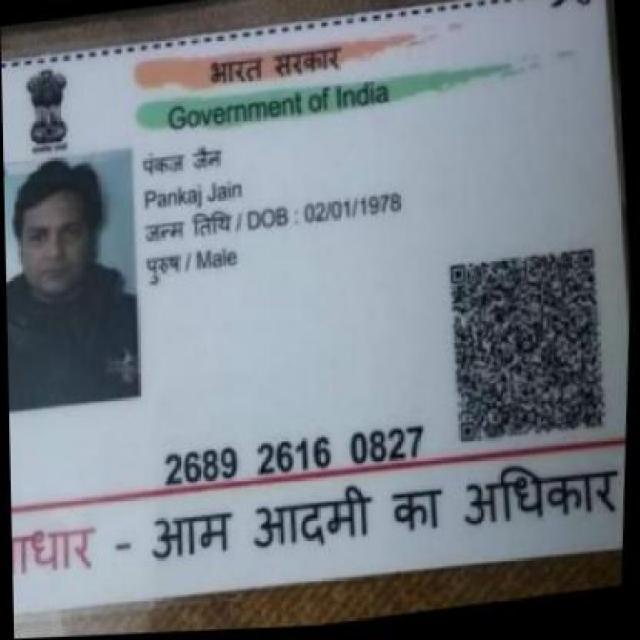 भारत सरकार
Government of India
पंकज जैन
Pankaj Jain
जन्म तिथि / DOB : 02/01/1978
पुरुष / Male
2689 2616 0827
- आम आदमी का अधिकार